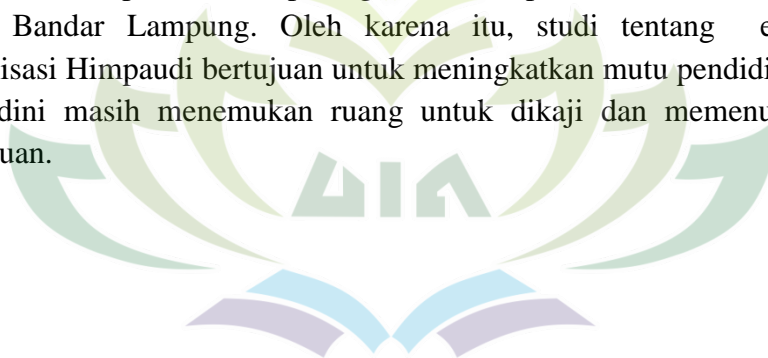 Bandar Lampung. Oleh karena itu, studi tentang e
isasi Himpaudi bertujuan untuk meningkatkan mutu pendidi
dini masih menemukan ruang untuk dikaji dan memenu
uan.
UIN